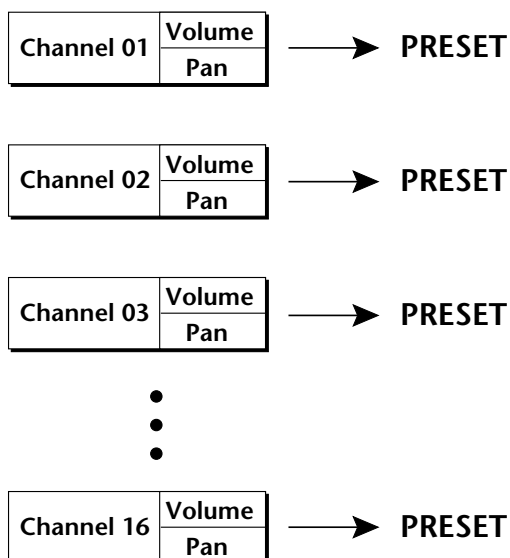 Channel 01 Volume Pan PRESET
Channel 02 Volume Pan PRESET
Channel 03 Volume Pan PRESET
Channel 16 Volume Pan PRESET